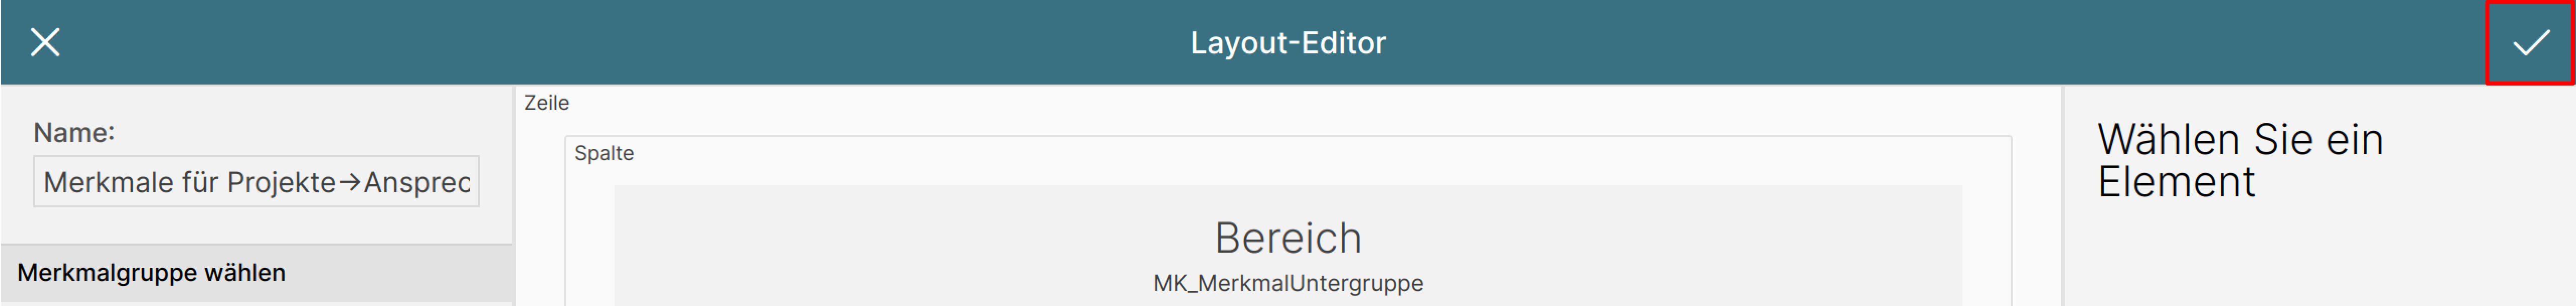 Layout-Editor
Name:
Merkmale für Projekte→Ansprec
Merkmalgruppe wählen
Zeile
Spalte
Bereich
MK_MerkmalUntergruppe
Wählen Sie ein
Element